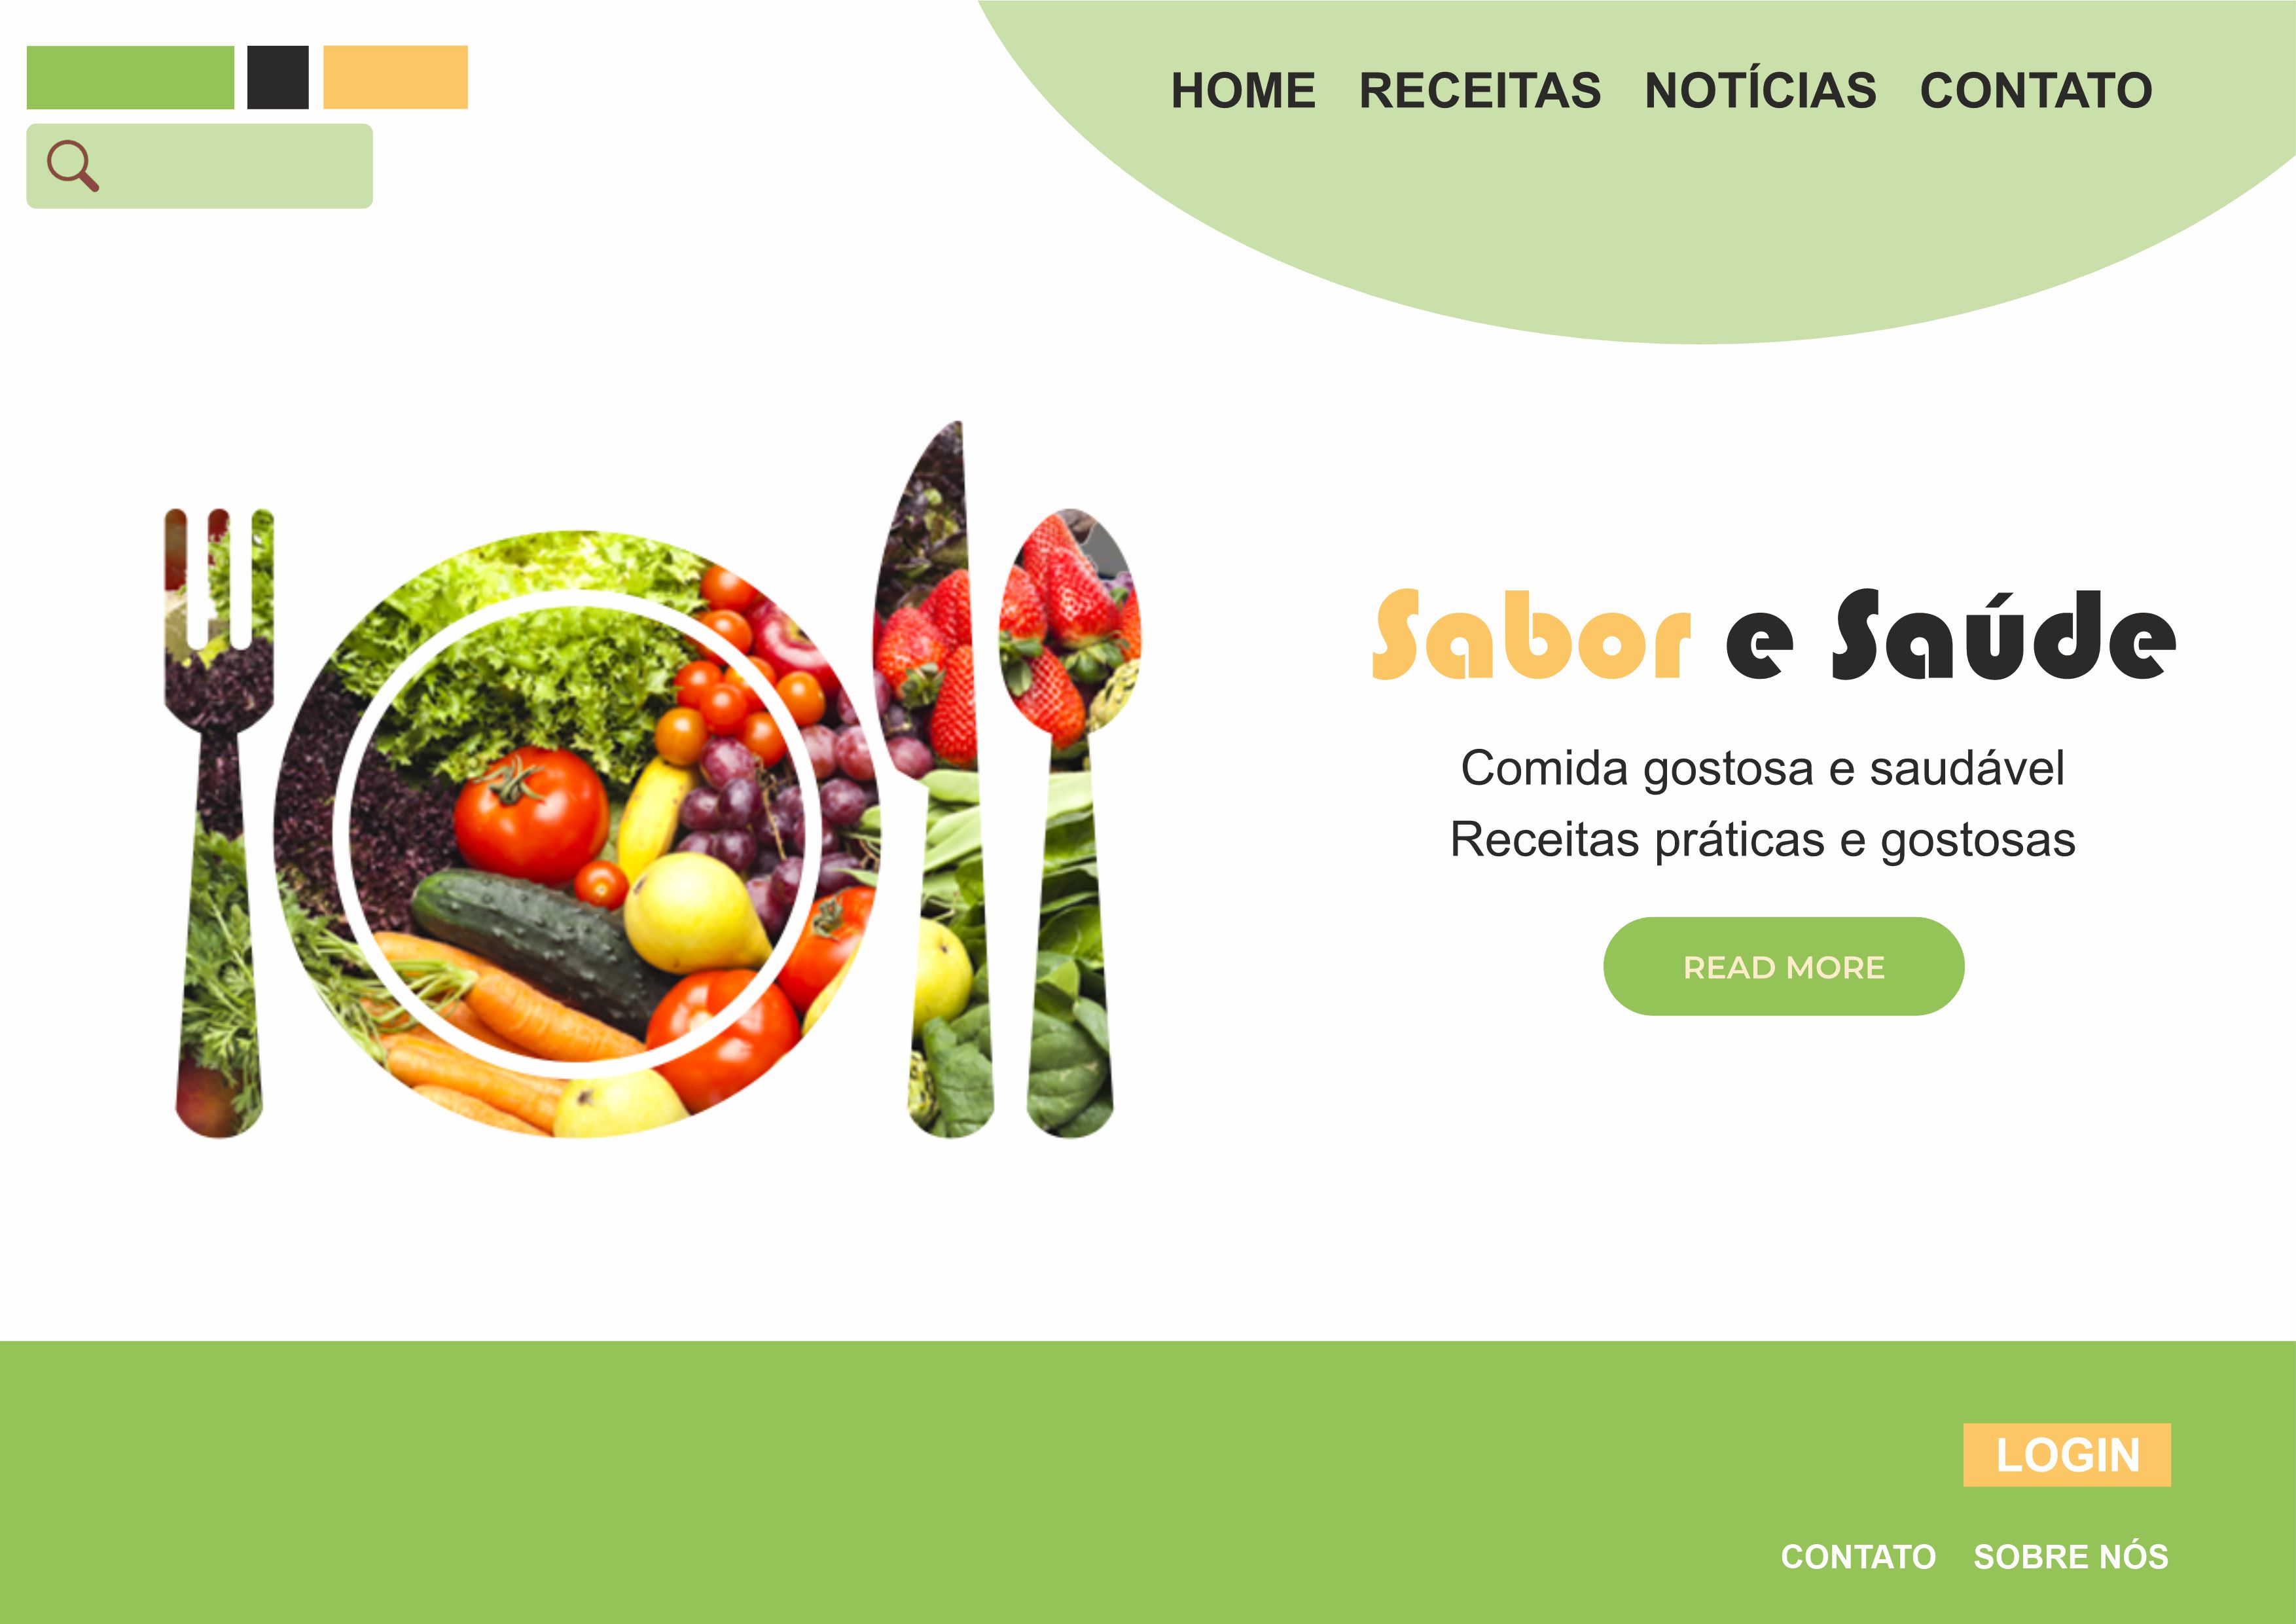 HOME RECEITAS NOTÍCIAS CONTATO
Sabor e Saúde
Comida gostosa e saudável
Receitas práticas e gostosas
READ MORE
LOGIN
CONTATO SOBRE NÓS